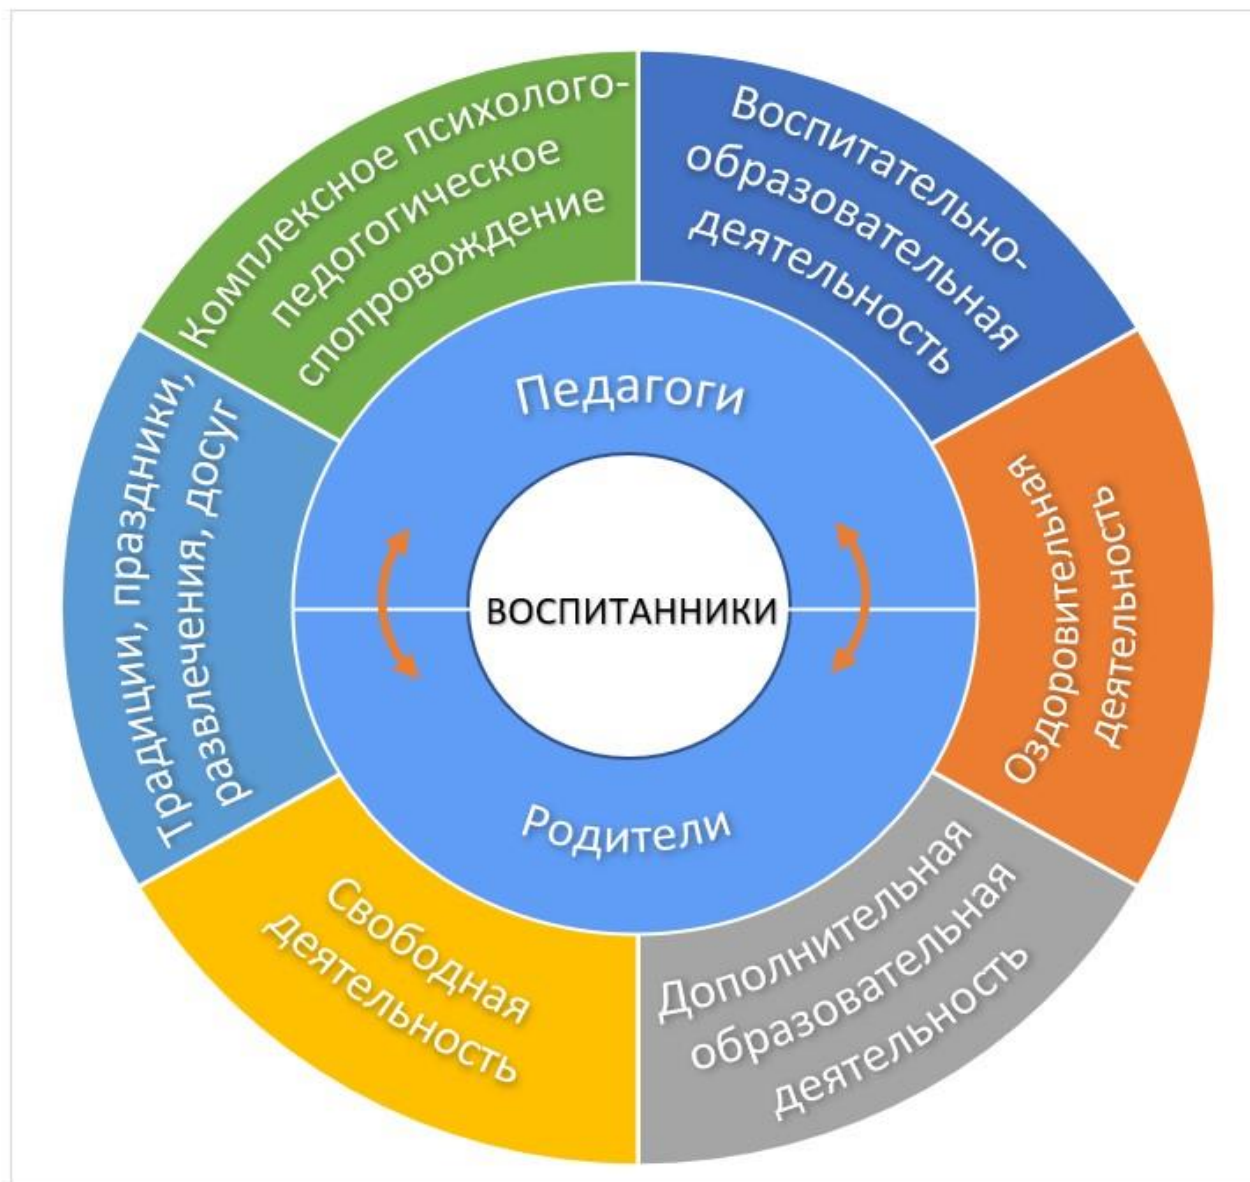 Комплексное психолого-
педогогическое
спопровождение
Воспитательно-
образовательная
деятельность
Оздоровительная
деятельность
Дополнительная
образовательная
деятельность
Свободная
деятельность
Традиции, праздники,
развлечения, досуг
Педагоги
ВОСПИТАННИКИ
Родители